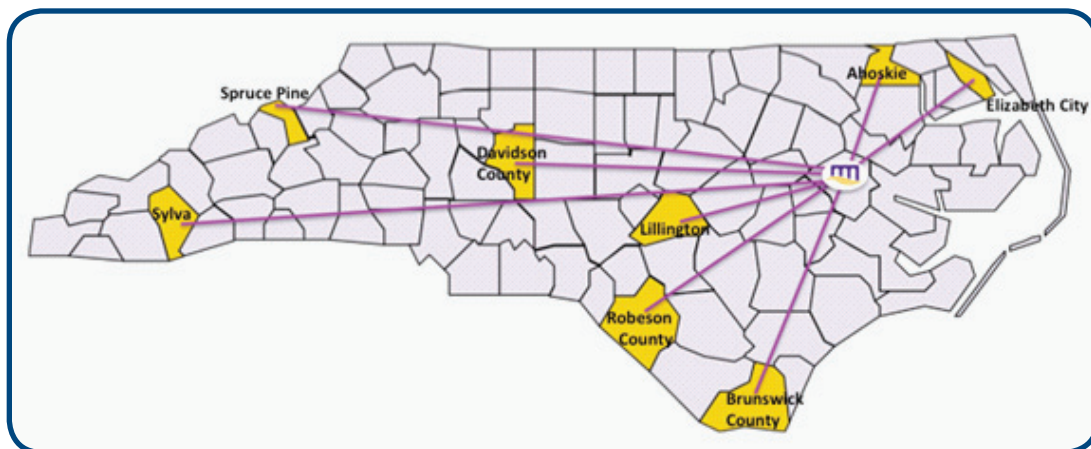 Ahoskie
Spruce Pine
Elizabeth City
Davidson
County
Sylva
Lillington
Robeson
County
Brunswick
County